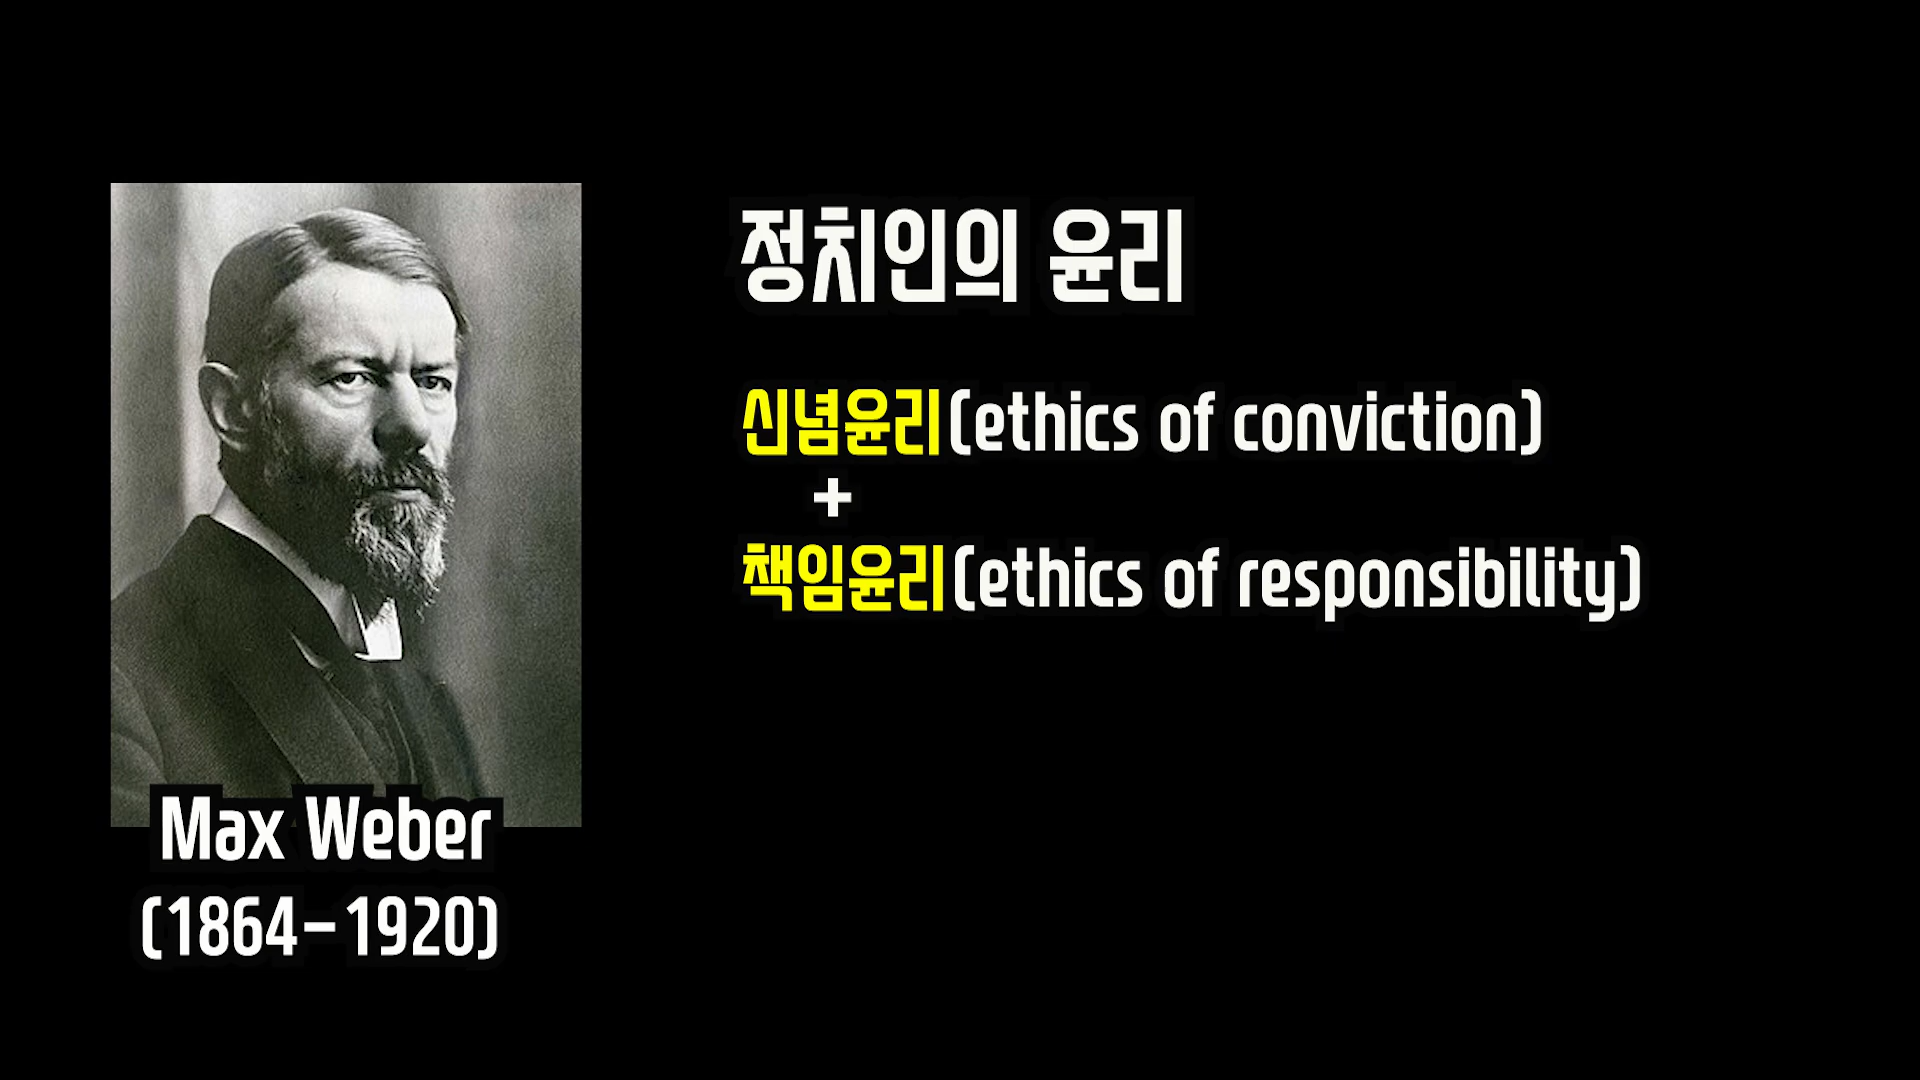 정치인의 윤리
신념윤리(ethics of conviction)
+
책임윤리(ethics of responsibility)
Max Weber
(1864-1920)